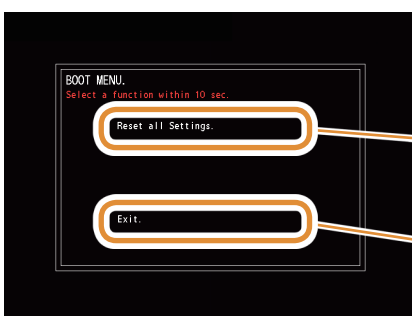 BOOT MENU.
Select a function within 10 sec.
Reset all Settings.
Exit.